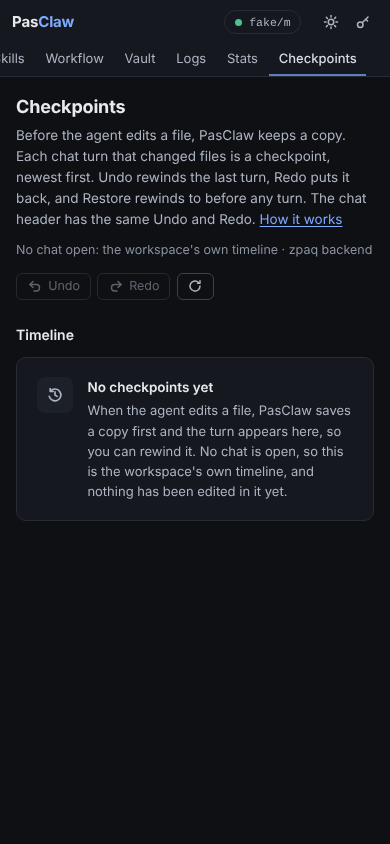 PasClaw
fake/m
kills Workflow Vault Logs Stats Checkpoints
Checkpoints
Before the agent edits a file, PasClaw keeps a copy.
Each chat turn that changed files is a checkpoint,
newest first. Undo rewinds the last turn, Redo puts it
back, and Restore rewinds to before any turn. The chat
header has the same Undo and Redo. How it works
No chat open: the workspace's own timeline · zpaq backend
Undo Redo
Timeline
No checkpoints yet
When the agent edits a file, PasClaw saves
a copy first and the turn appears here, so
you can rewind it. No chat is open, so this
is the workspace's own timeline, and
nothing has been edited in it yet.